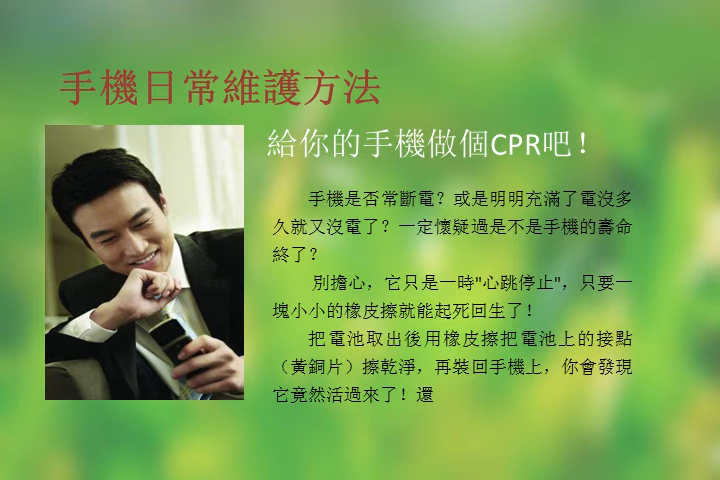 手機日常維護方法
給你的手機做個CPR吧！
手機是否常斷電？或是明明充滿了電沒多
久就又沒電了？一定懷疑過是不是手機的壽命
終了？
別擔心，它只是一時"心跳停止"，只要一
塊小小的橡皮擦就能起死回生了！
把電池取出後用橡皮擦把電池上的接點
（黃銅片）擦乾淨，再裝回手機上，你會發現
它竟然活過來了！還